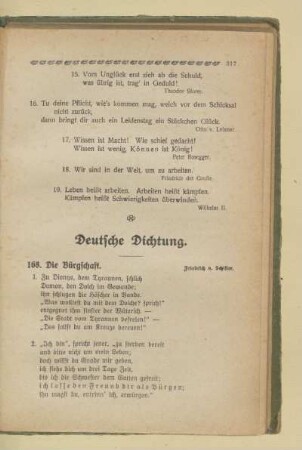 117
15. Vom Unglück erst zieh ab die Schuld,
was übrig ist, trag' in Geduld!
Theodor Storm.
16. Tu deine Pflicht, wie's kommen mag, weich vor dem Schicksal
nicht zurück,
dann bringt dir auch ein Leidenstag ein Stückchen Glück.
Otto v. Leixner.
17. Wissen ist Macht! Wie schief gedacht!
Wissen ist wenig, Können ist König!
Peter Rosegger.
18. Wir sind in der Welt, um zu arbeiten.
Friedrich der Große.
19. Leben heißt arbeiten. Arbeiten heißt kämpfen.
Kämpfen heißt Schwierigkeiten überwinden.
Wilhelm II.
Deutsche Dichtung.
168. Die Bürgschaft.
Friedrich v. Schiller.
1. Zu Dionys, dem Tyrannen, schlich
Damon, den Dolch im Gewande;
ihn schlugen die Häscher in Bande.
„Was wolltest du mit dem Dolche? sprich!"
entgegnet ihm finster der Wüterich. —
„Die Stadt vom Tyrannen befreien!" —
„Das sollst du am Kreuze bereuen!"
2. „Ich bin", spricht jener, „zu sterben bereit
und bitte nicht um mein Leben;
doch willst du Gnade mir geben,
ich flehe dich um drei Tage Zeit,
bis ich die Schwester dem Gatten gefreit;
ich lasse den Freund dir als Bürgen;
ihn magst du, entrinn' ich, erwürgen."